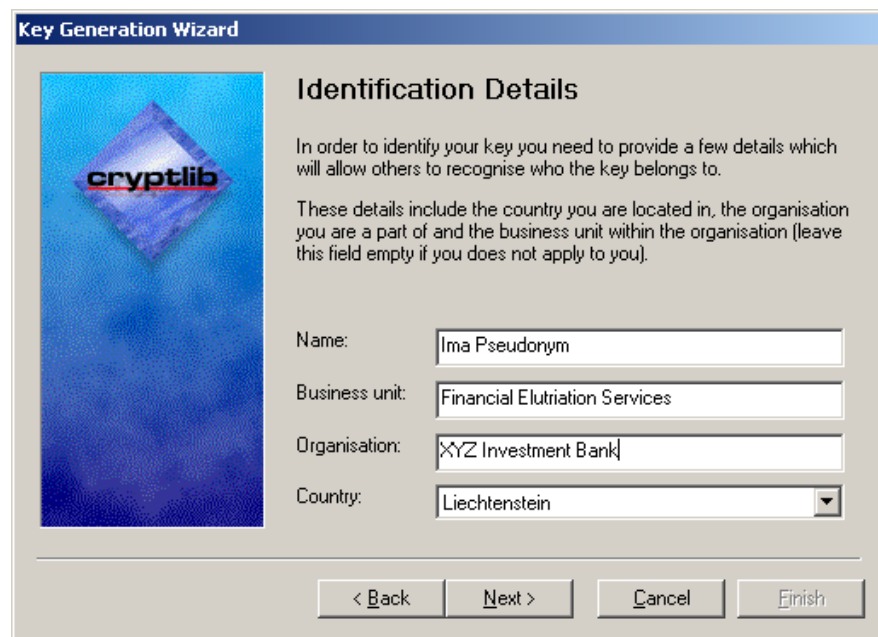 Key Generation Wizard
cryptlib
Identification Details
In order to identify your key you need to provide a few details which
will allow others to recognise who the key belongs to.
These details include the country you are located in, the organisation
you are a part of and the business unit within the organisation (leave
this field empty if you does not apply to you).
Name: Ima Pseudonym
Business unit: Financial Elutriation Services
Organisation: XYZ Investment Bank
Country: Liechtenstein
< Back Next > Cancel Finish